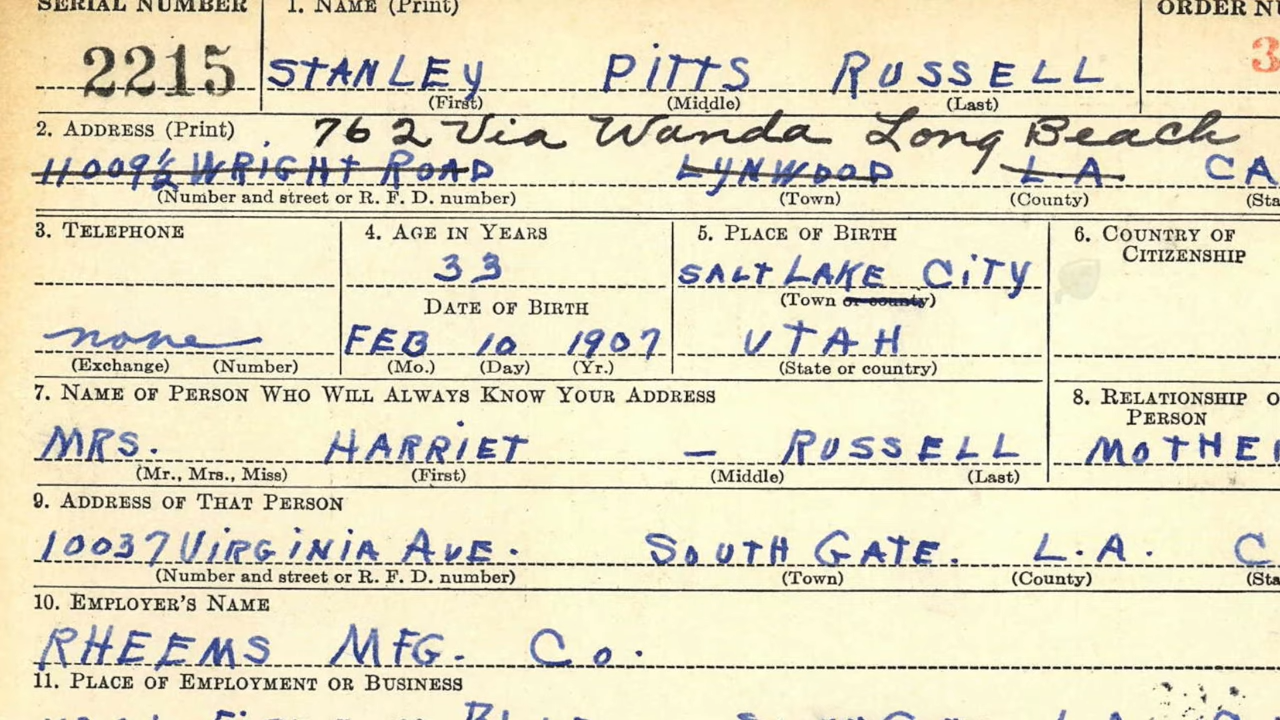 SERIAL NUMBER 1. NAME (Print) ORDER NU
2215 STANLEY PITTS RUSSELL 3
(First) (Middle) (Last)
2. ADDRESS (Print) 762 Via Wanda Long Beach
11009½ WRIGHT ROAD LYNWOOD L A CA
(Number and street or R. F. D. number) (Town) (County) (Sta
3. TELEPHONE 4. AGE IN YEARS 5. PLACE OF BIRTH 6. COUNTRY OF
CITIZENSHIP
33 SALT LAKE CITY
DATE OF BIRTH (Town or county)
none FEB 10 1907 UTAH
(Exchange) (Number) (Mo.) (Day) (Yr.) (State or country)
7. NAME OF PERSON WHO WILL ALWAYS KNOW YOUR ADDRESS 8. RELATIONSHIP O
PERSON
MRS. HARRIET – RUSSELL MOTHE
(Mr., Mrs., Miss) (First) (Middle) (Last)
9. ADDRESS OF THAT PERSON
10037 VIRGINIA AVE. SOUTH GATE. L.A. C
(Number and street or R. F. D. number) (Town) (County) (Sta
10. EMPLOYER'S NAME
RHEEMS MFG. Co.
11. PLACE OF EMPLOYMENT OR BUSINESS